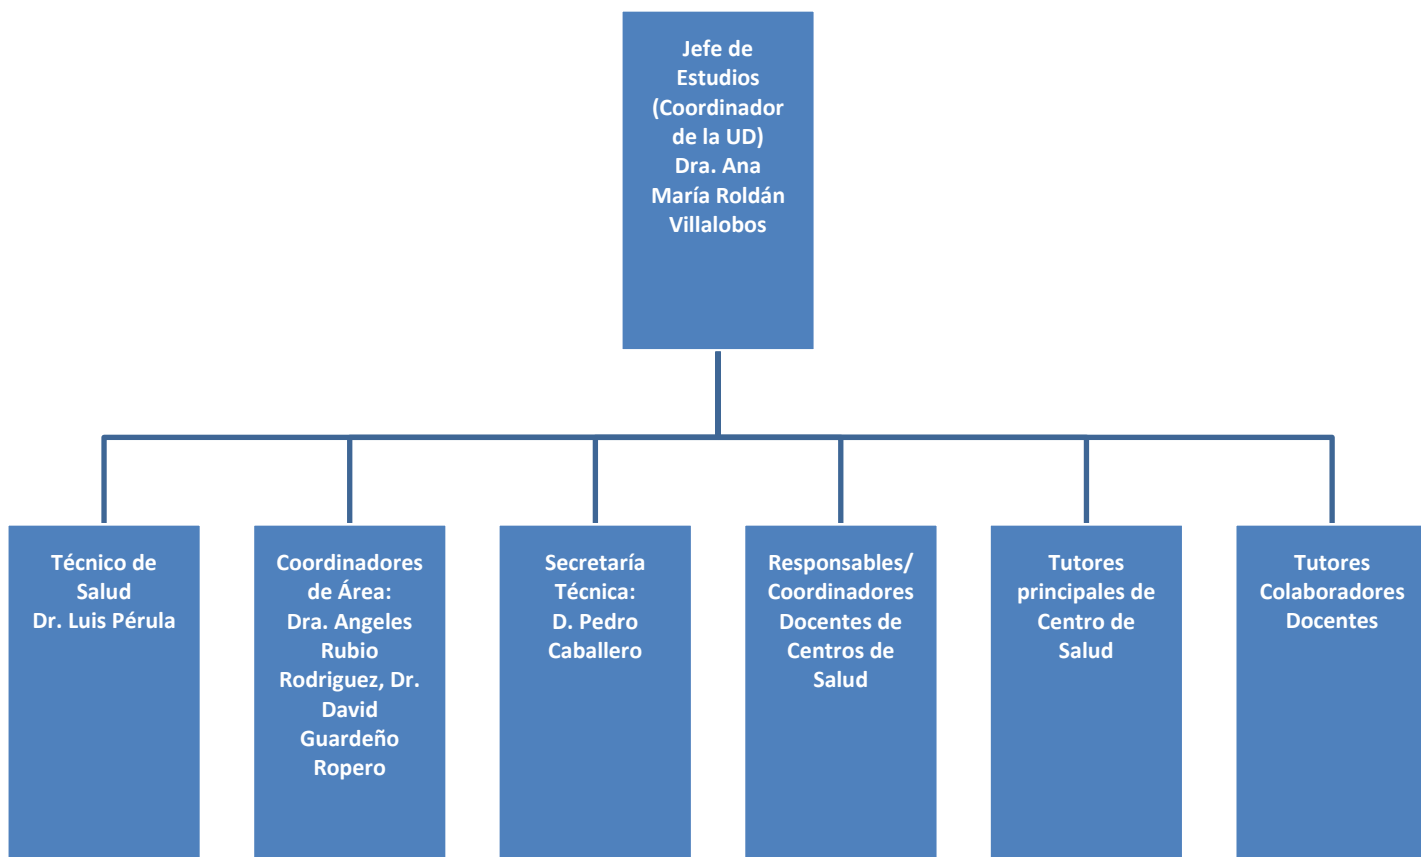 Jefe de
Estudios
(Coordinador
de la UD)
Dra. Ana
María Roldán
Villalobos
Técnico de
Salud
Dr. Luis Pérula
Coordinadores
de Área:
Dra. Angeles
Rubio
Rodriguez, Dr.
David
Guardeño
Ropero
Secretaría
Técnica:
D. Pedro
Caballero
Responsables/
Coordinadores
Docentes de
Centros de
Salud
Tutores
principales de
Centro de
Salud
Tutores
Colaboradores
Docentes